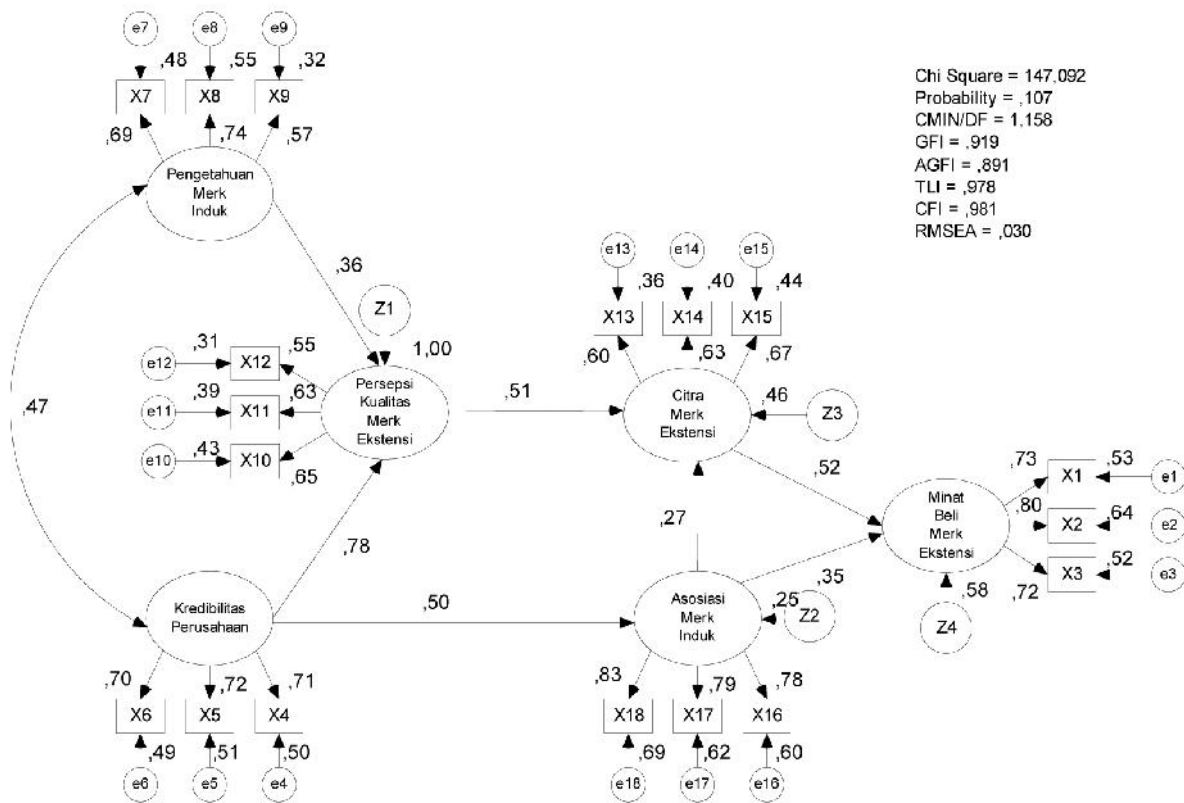 e7
e8
e9
,48
,55
,32
X7
X8
X9
,69
,74
,57
Pengetahuan
Merk
Induk
Chi Square = 147,092
Probability = ,107
CMIN/DF = 1,158
GFI = ,919
AGFI = ,891
TLI = ,978
CFI = ,981
RMSEA = ,030
,47
,36
Z1
1,00
e12
,31
X12
,55
e11
,39
X11
,63
e10
,43
X10
,65
Persepsi
Kualitas
Merk
Ekstensi
,51
,78
e13
e14
e15
,36
,40
,44
X13
X14
X15
,60
,63
,67
Citra
Merk
Ekstensi
,46
Z3
,52
,27
,35
Minat
Beli
Merk
Ekstensi
,73
X1
,53
e1
,80
X2
,64
e2
,72
X3
,52
e3
,58
Z4
Kredibilitas
Perusahaan
,50
Asosiasi
Merk
Induk
,25
Z2
,70
,72
,71
X6
X5
X4
,49
,51
,50
e6
e5
e4
,83
,79
,78
X18
X17
X16
,69
,62
,60
e18
e17
e16